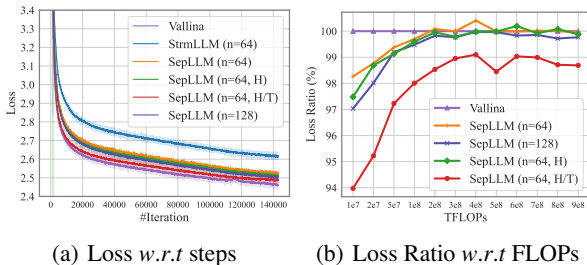 3.4
3.2
3.0
2.8
2.6
2.4
Loss
0 20000 40000 60000 80000 100000 120000 140000
#Iteration
Vallina
StrmLLM (n=64)
SepLLM (n=64)
SepLLM (n=64, H)
SepLLM (n=64, H/T)
SepLLM (n=128)
(a) Loss w.r.t steps
102
101
100
99
98
97
96
95
94
Loss Ratio (%)
1e7 2e7 5e7 1e8 2e8 3e8 4e8 5e8 6e8 7e8 8e8 9e8
TFLOPs
Vallina
SepLLM (n=64)
SepLLM (n=128)
SepLLM (n=64, H)
SepLLM (n=64, H/T)
(b) Loss Ratio w.r.t FLOPs